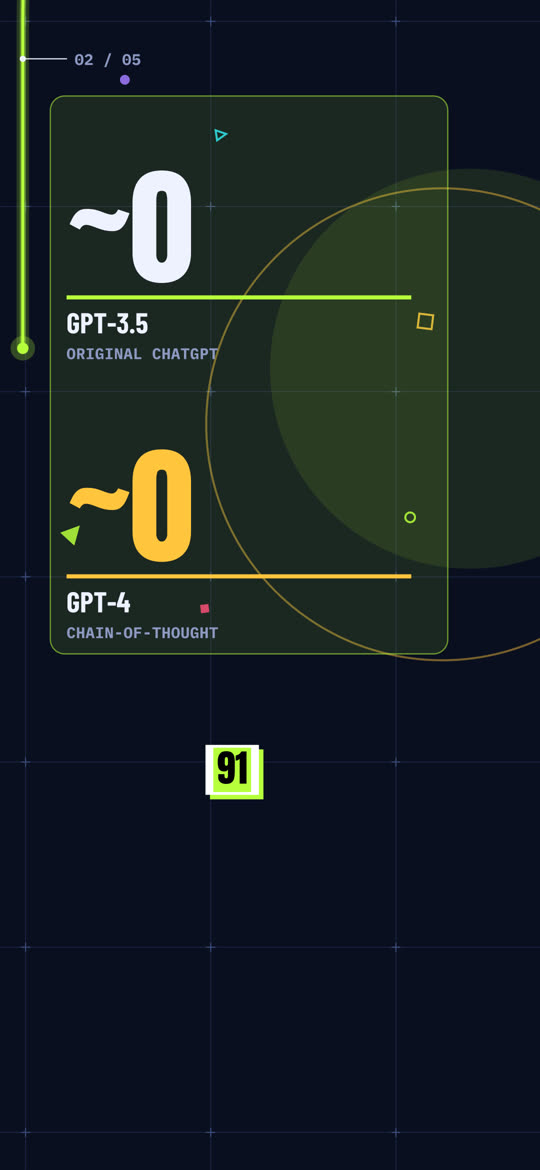 02 / 05
~0
GPT-3.5
ORIGINAL CHATGPT
~0
GPT-4
CHAIN-OF-THOUGHT
91